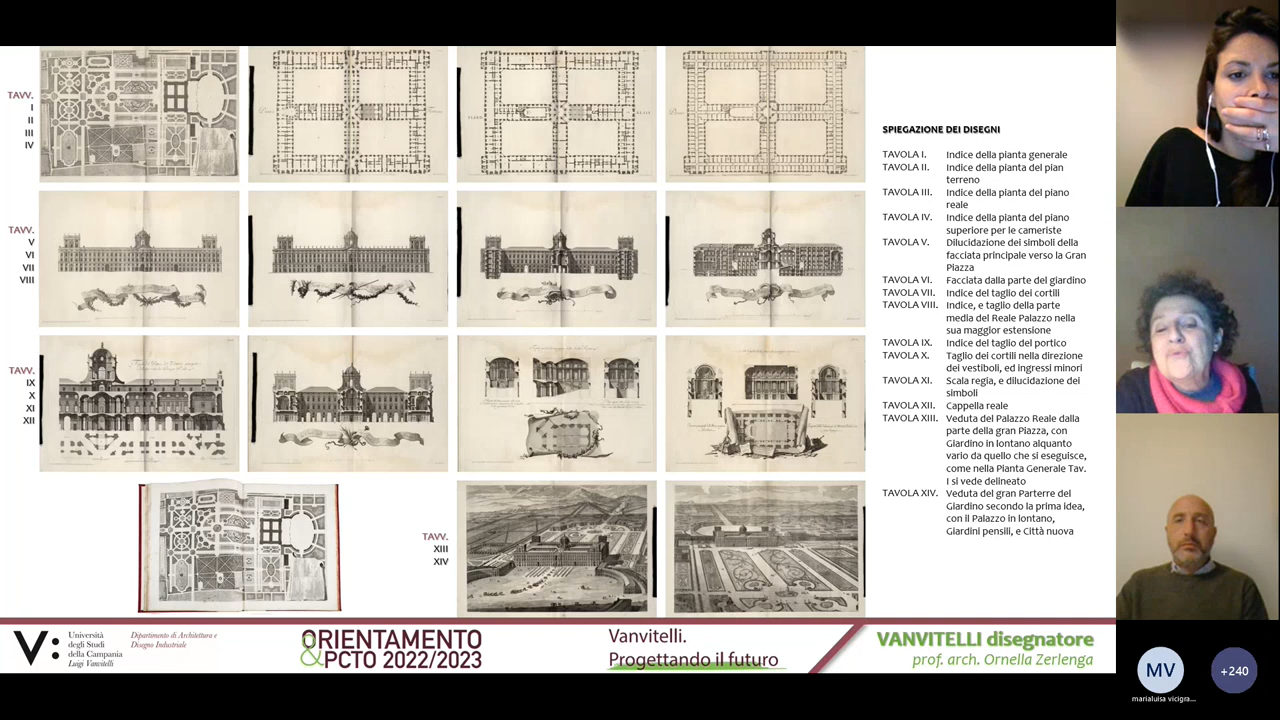 TAVV.
I
II
III
IV
TAVV.
V
VI
VII
VIII
TAVV.
IX
X
XI
XII
TAVV.
XIII
XIV
SPIEGAZIONE DEI DISEGNI
TAVOLA I. Indice della pianta generale
TAVOLA II. Indice della pianta del pian
terreno
TAVOLA III. Indice della pianta del piano
reale
TAVOLA IV. Indice della pianta del piano
superiore per le cameriste
TAVOLA V. Dilucidazione dei simboli della
facciata principale verso la Gran
Piazza
TAVOLA VI. Facciata dalla parte del giardino
TAVOLA VII. Indice del taglio dei cortili
TAVOLA VIII. Indice, e taglio della parte
media del Reale Palazzo nella
sua maggior estensione
TAVOLA IX. Indice del taglio del portico
TAVOLA X. Taglio dei cortili nella direzione
dei vestiboli, ed ingressi minori
TAVOLA XI. Scala regia, e dilucidazione dei
simboli
TAVOLA XII. Cappella reale
TAVOLA XIII. Veduta del Palazzo Reale dalla
parte della gran Piazza, con
Giardino in lontano alquanto
vario da quello che si eseguisce,
come nella Pianta Generale Tav.
I si vede delineato
TAVOLA XIV. Veduta del gran Parterre del
Giardino secondo la prima idea,
con il Palazzo in lontano,
Giardini pensili, e Città nuova
V:
Università
degli Studi
della Campania
Luigi Vanvitelli
Dipartimento di Architettura e
Disegno Industriale
ORIENTAMENTO
&PCTO 2022/2023
Vanvitelli.
Progettando il futuro
VANVITELLI disegnatore
prof. arch. Ornella Zerlenga
MV
marialuisa vicigra...
+240